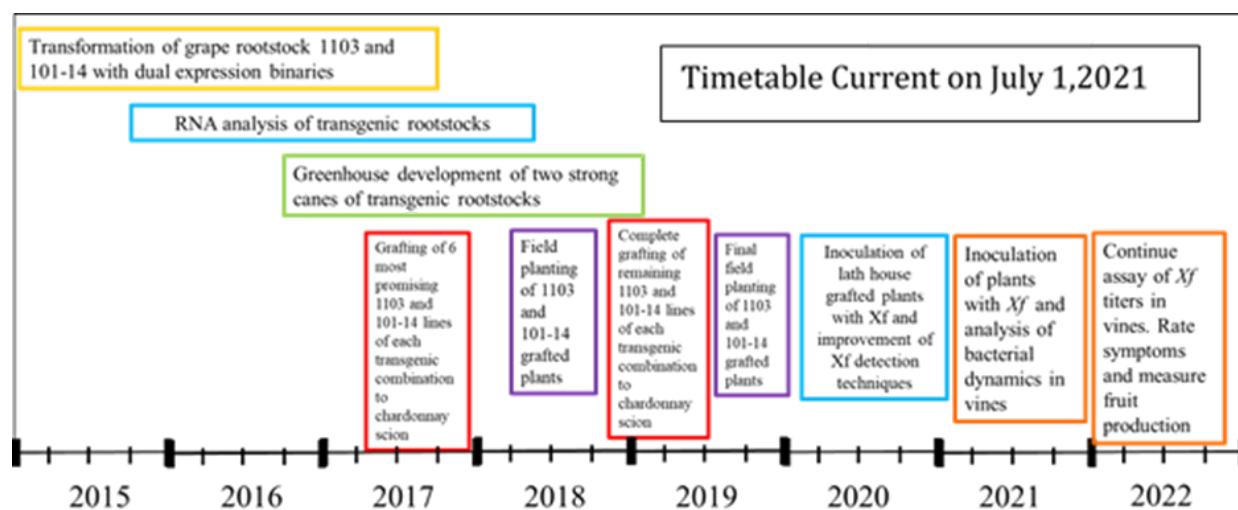 Transformation of grape rootstock 1103 and
101-14 with dual expression binaries
Timetable Current on July 1,2021
RNA analysis of transgenic rootstocks
Greenhouse development of two strong
canes of transgenic rootstocks
Grafting of 6
most
promising
1103 and
101-14 lines
of each
transgenic
combination
to
chardonnay
scion
Field
planting
of 1103
and
101-14
grafted
plants
Complete
grafting of
remaining
1103 and
101-14 lines
of each
transgenic
combination
to
chardonnay
scion
Final
field
planting
of 1103
and
101-14
grafted
plants
Inoculation of
lath house
grafted plants
with Xf and
improvement of
Xf detection
techniques
Inoculation
of plants
with Xf and
analysis of
bacterial
dynamics in
vines
Continue
assay of Xf
titers in
vines. Rate
symptoms
and measure
fruit
production
2015 2016 2017 2018 2019 2020 2021 2022